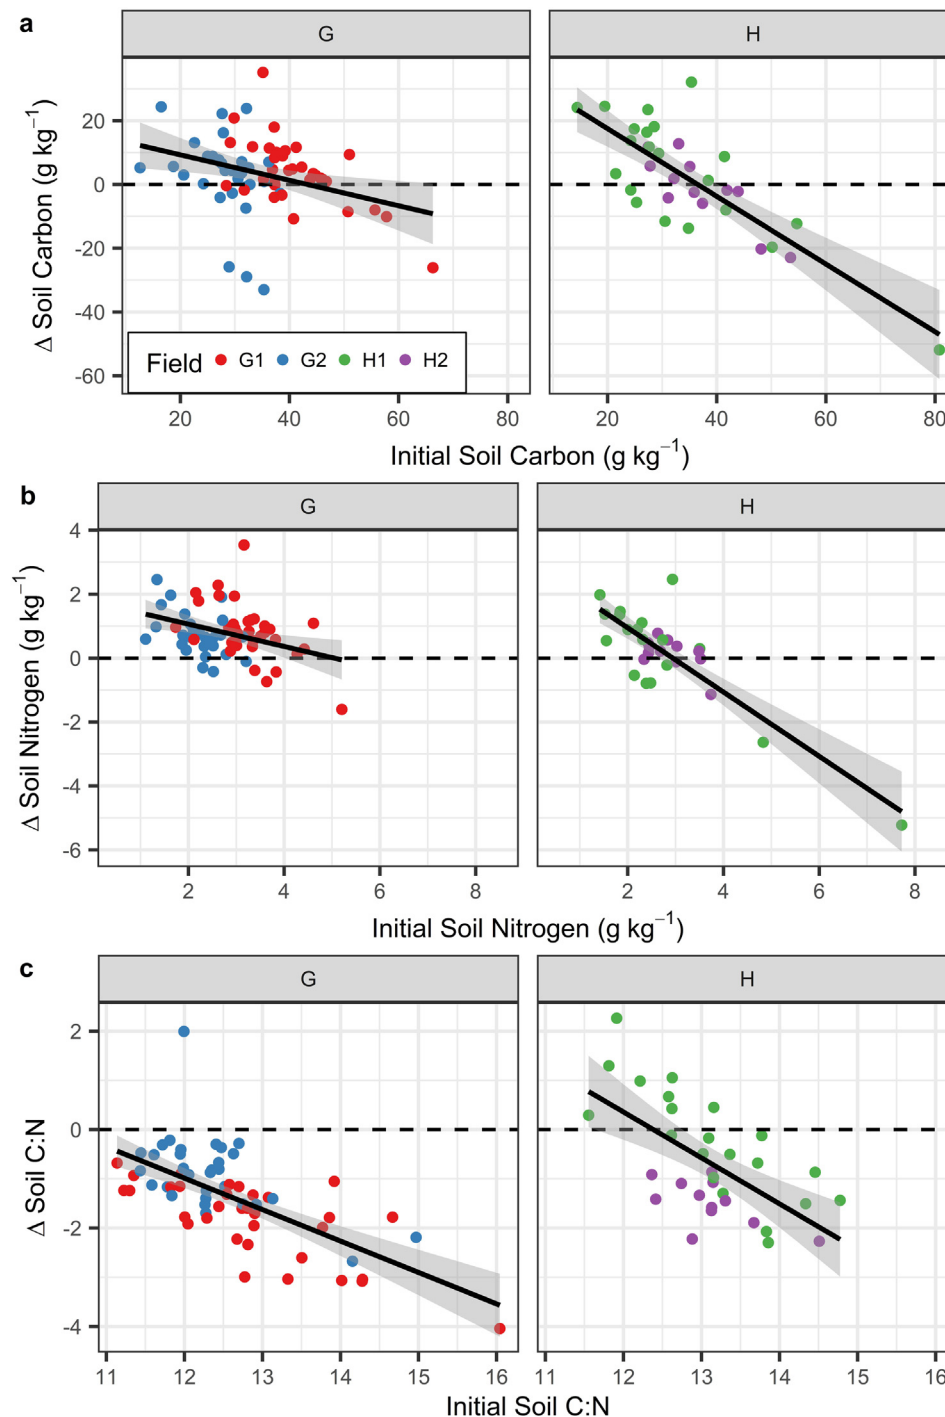 a
G
H
Δ Soil Carbon (g kg⁻¹)
20
0
-20
-40
-60
Field G1 G2 H1 H2
20 40 60 80
20 40 60 80
Initial Soil Carbon (g kg⁻¹)
b
G
H
Δ Soil Nitrogen (g kg⁻¹)
4
2
0
-2
-4
-6
2 4 6 8
2 4 6 8
Initial Soil Nitrogen (g kg⁻¹)
c
G
H
Δ Soil C:N
2
0
-2
-4
11 12 13 14 15 16
11 12 13 14 15 16
Initial Soil C:N